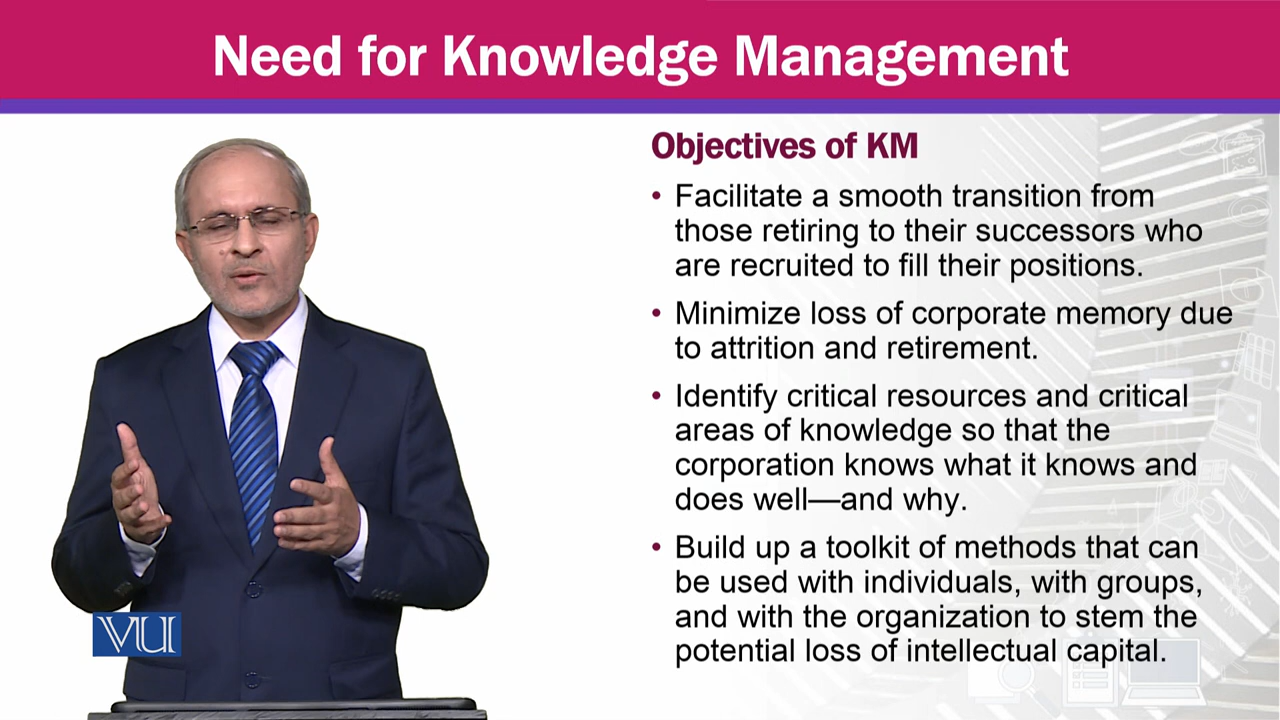 Need for Knowledge Management
Objectives of KM
• Facilitate a smooth transition from
those retiring to their successors who
are recruited to fill their positions.
• Minimize loss of corporate memory due
to attrition and retirement.
• Identify critical resources and critical
areas of knowledge so that the
corporation knows what it knows and
does well—and why.
• Build up a toolkit of methods that can
be used with individuals, with groups,
and with the organization to stem the
potential loss of intellectual capital.
VU